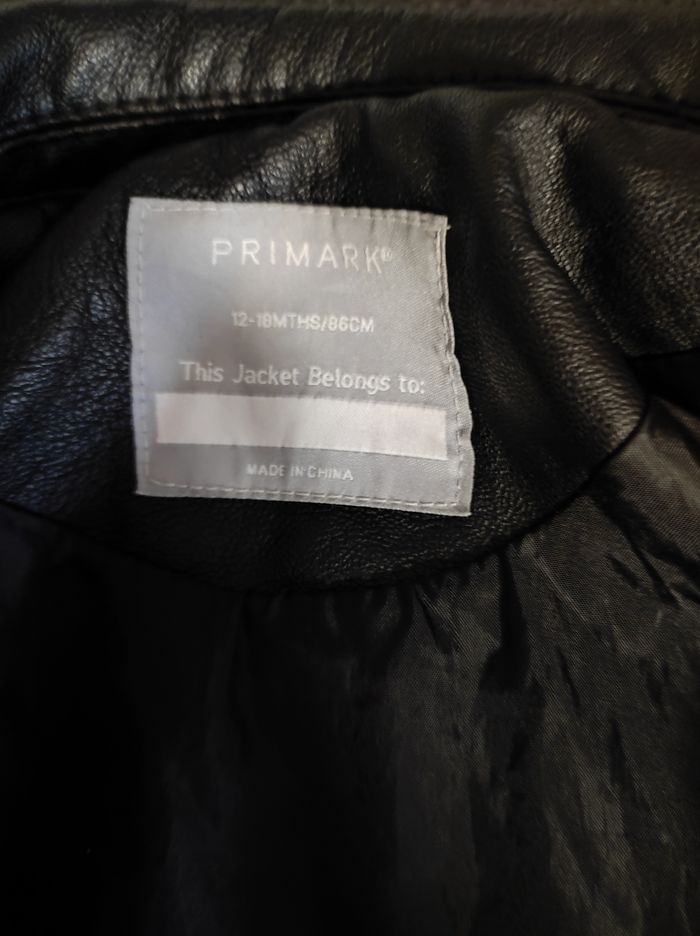 PRIMARK®
12-18MTHS/86CM
This Jacket Belongs to:
MADE IN CHINA